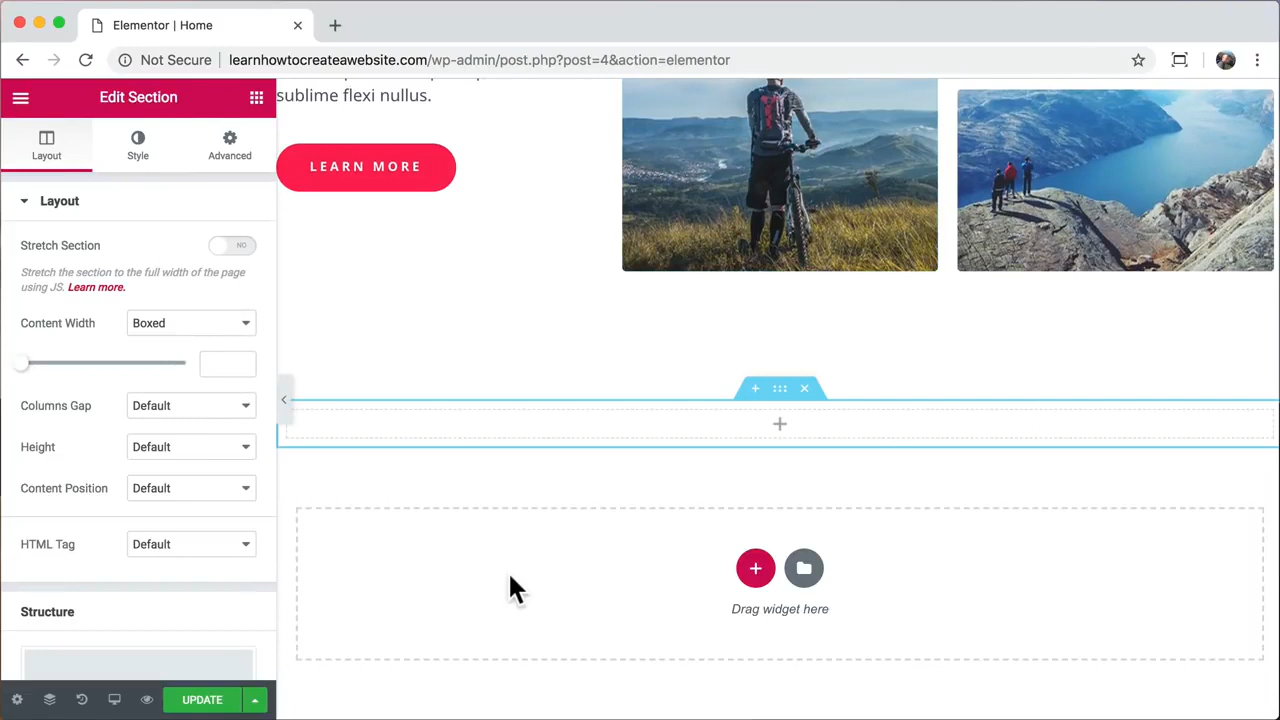 Elementor | Home
Not Secure
learnhowtocreateawebsite.com/wp-admin/post.php?post=4&action=elementor
Edit Section
sublime flexi nullus.
Layout
Style
Advanced
LEARN MORE
Layout
Stretch Section
NO
Stretch the section to the full width of the page
using JS. Learn more.
Content Width
Boxed
Columns Gap
Default
Height
Default
Content Position
Default
HTML Tag
Default
Drag widget here
Structure
UPDATE